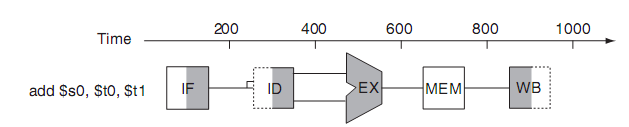 Time 200 400 600 800 1000
add $s0, $t0, $t1 IF ID EX MEM WB